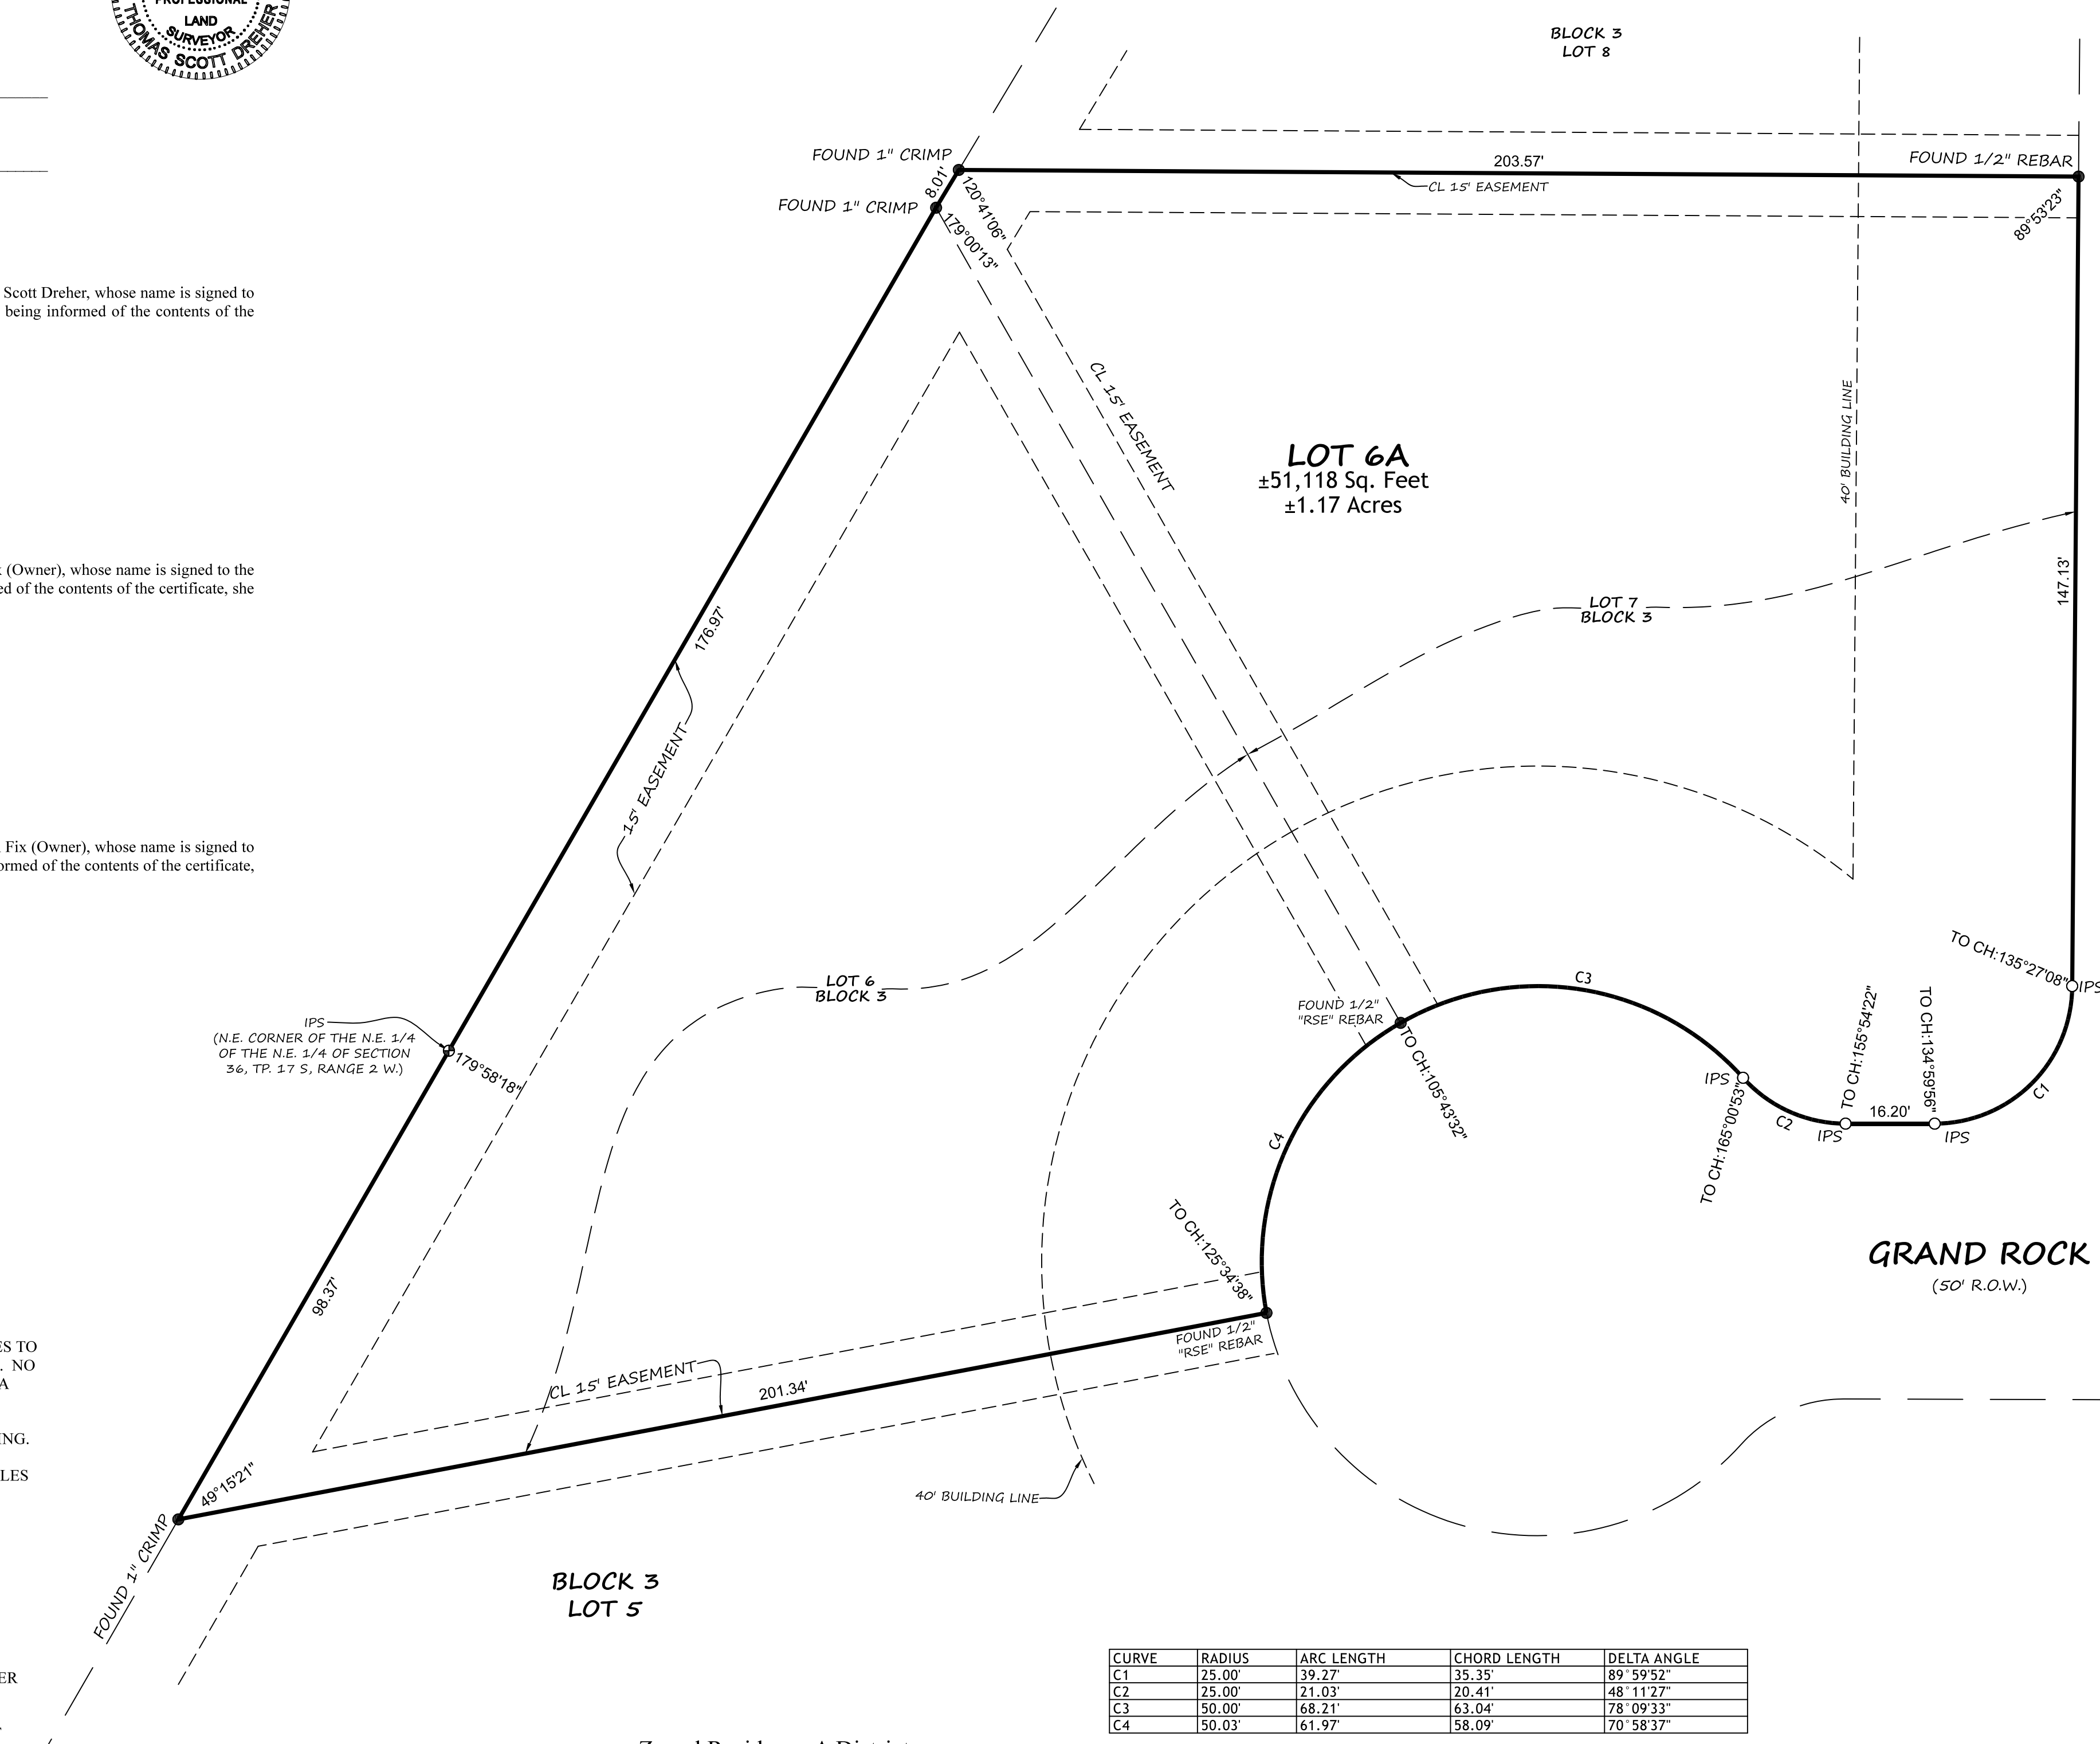 PROFESSIONAL
LAND
SURVEYOR
THOMAS SCOTT DREHER
BLOCK 3
LOT 8
FOUND 1" CRIMP
8.01'
FOUND 1" CRIMP
120°41'06"
179°00'13"
203.57'
CL 15' EASEMENT
FOUND 1/2" REBAR
89°53'23"
Scott Dreher, whose name is signed to
being informed of the contents of the
CL 15' EASEMENT
40' BUILDING LINE
LOT 6A
±51,118 Sq. Feet
±1.17 Acres
147.13'
(Owner), whose name is signed to the
of the contents of the certificate, she
176.97'
LOT 7
BLOCK 3
15' EASEMENT
Fix (Owner), whose name is signed to
of the contents of the certificate,
LOT 6
BLOCK 3
IPS
(N.E. CORNER OF THE N.E. 1/4
OF THE N.E. 1/4 OF SECTION
36, TP. 17 S, RANGE 2 W.)
179°58'18"
FOUND 1/2"
"RSE" REBAR
TO CH:105°43'32"
C3
TO CH:135°27'08"
IPS
IPS
TO CH:165°00'53"
TO CH:155°54'22"
TO CH:134°59'56"
16.20'
C2
IPS
IPS
C1
C4
TO CH:125°34'38"
FOUND 1/2"
"RSE" REBAR
GRAND ROCK
(50' R.O.W.)
98.37'
TO
NO
A
CL 15' EASEMENT
201.34'
49°15'21"
40' BUILDING LINE
FOUND 1" CRIMP
BLOCK 3
LOT 5
CURVE RADIUS ARC LENGTH CHORD LENGTH DELTA ANGLE
C1 25.00' 39.27' 35.35' 89°59'52"
C2 25.00' 21.03' 20.41' 48°11'27"
C3 50.00' 68.21' 63.04' 78°09'33"
C4 50.03' 61.97' 58.09' 70°58'37"